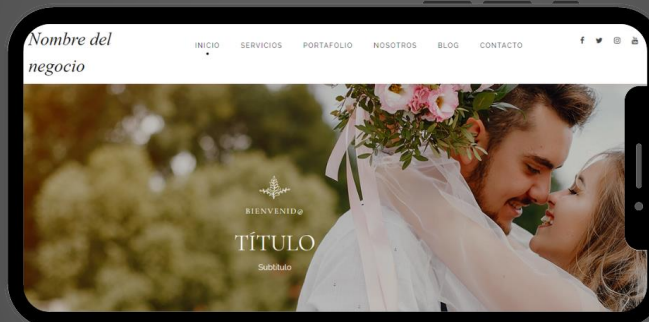 Nombre del
negocio
INICIO SERVICIOS PORTAFOLIO NOSOTROS BLOG CONTACTO
BIENVENID@
TÍTULO
Subtítulo